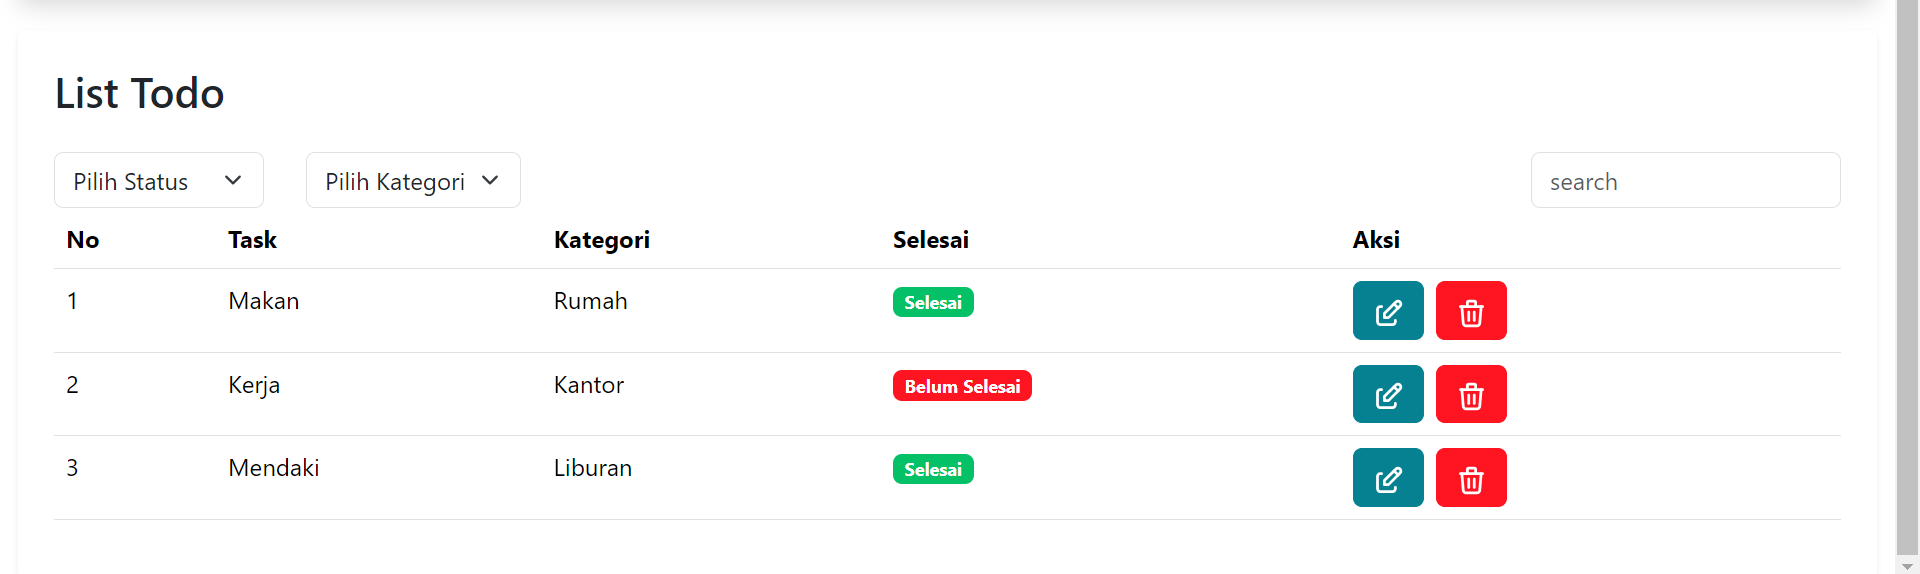 List Todo
Pilih Status Pilih Kategori search
No Task Kategori Selesai Aksi
1 Makan Rumah Selesai
2 Kerja Kantor Belum Selesai
3 Mendaki Liburan Selesai